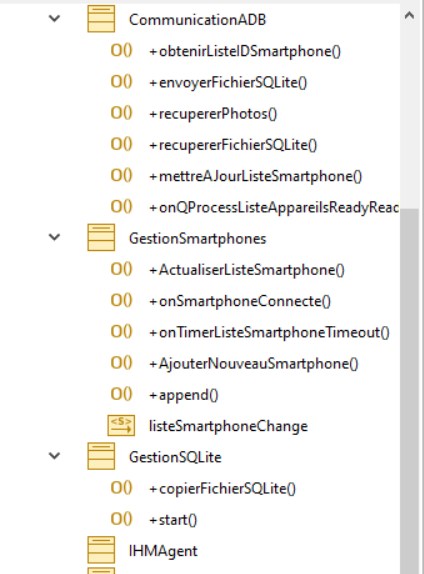 CommunicationADB
O() +obtenirListeIDSmartphone()
O() +envoyerFichierSQLite()
O() +recupererPhotos()
O() +recupererFichierSQLite()
O() +mettreAJourListeSmartphone()
O() +onQProcessListeAppareilsReadyReac
GestionSmartphones
O() +ActualiserListeSmartphone()
O() +onSmartphoneConnecte()
O() +onTimerListeSmartphoneTimeout()
O() +AjouterNouveauSmartphone()
O() +append()
<S> listeSmartphoneChange
GestionSQLite
O() +copierFichierSQLite()
O() +start()
IHMAgent